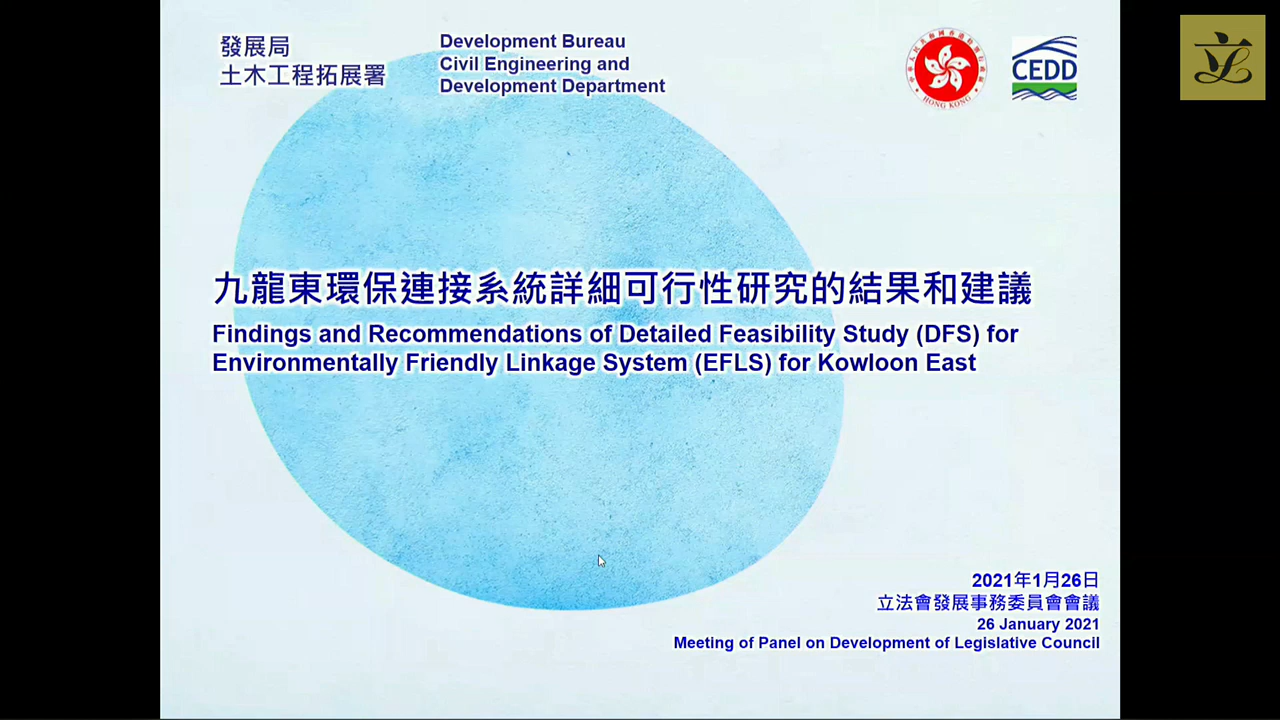 發展局
土木工程拓展署
Development Bureau
Civil Engineering and
Development Department
HONG KONG
CEDD
立
九龍東環保連接系統詳細可行性研究的結果和建議
Findings and Recommendations of Detailed Feasibility Study (DFS) for
Environmentally Friendly Linkage System (EFLS) for Kowloon East
2021年1月26日
立法會發展事務委員會會議
26 January 2021
Meeting of Panel on Development of Legislative Council